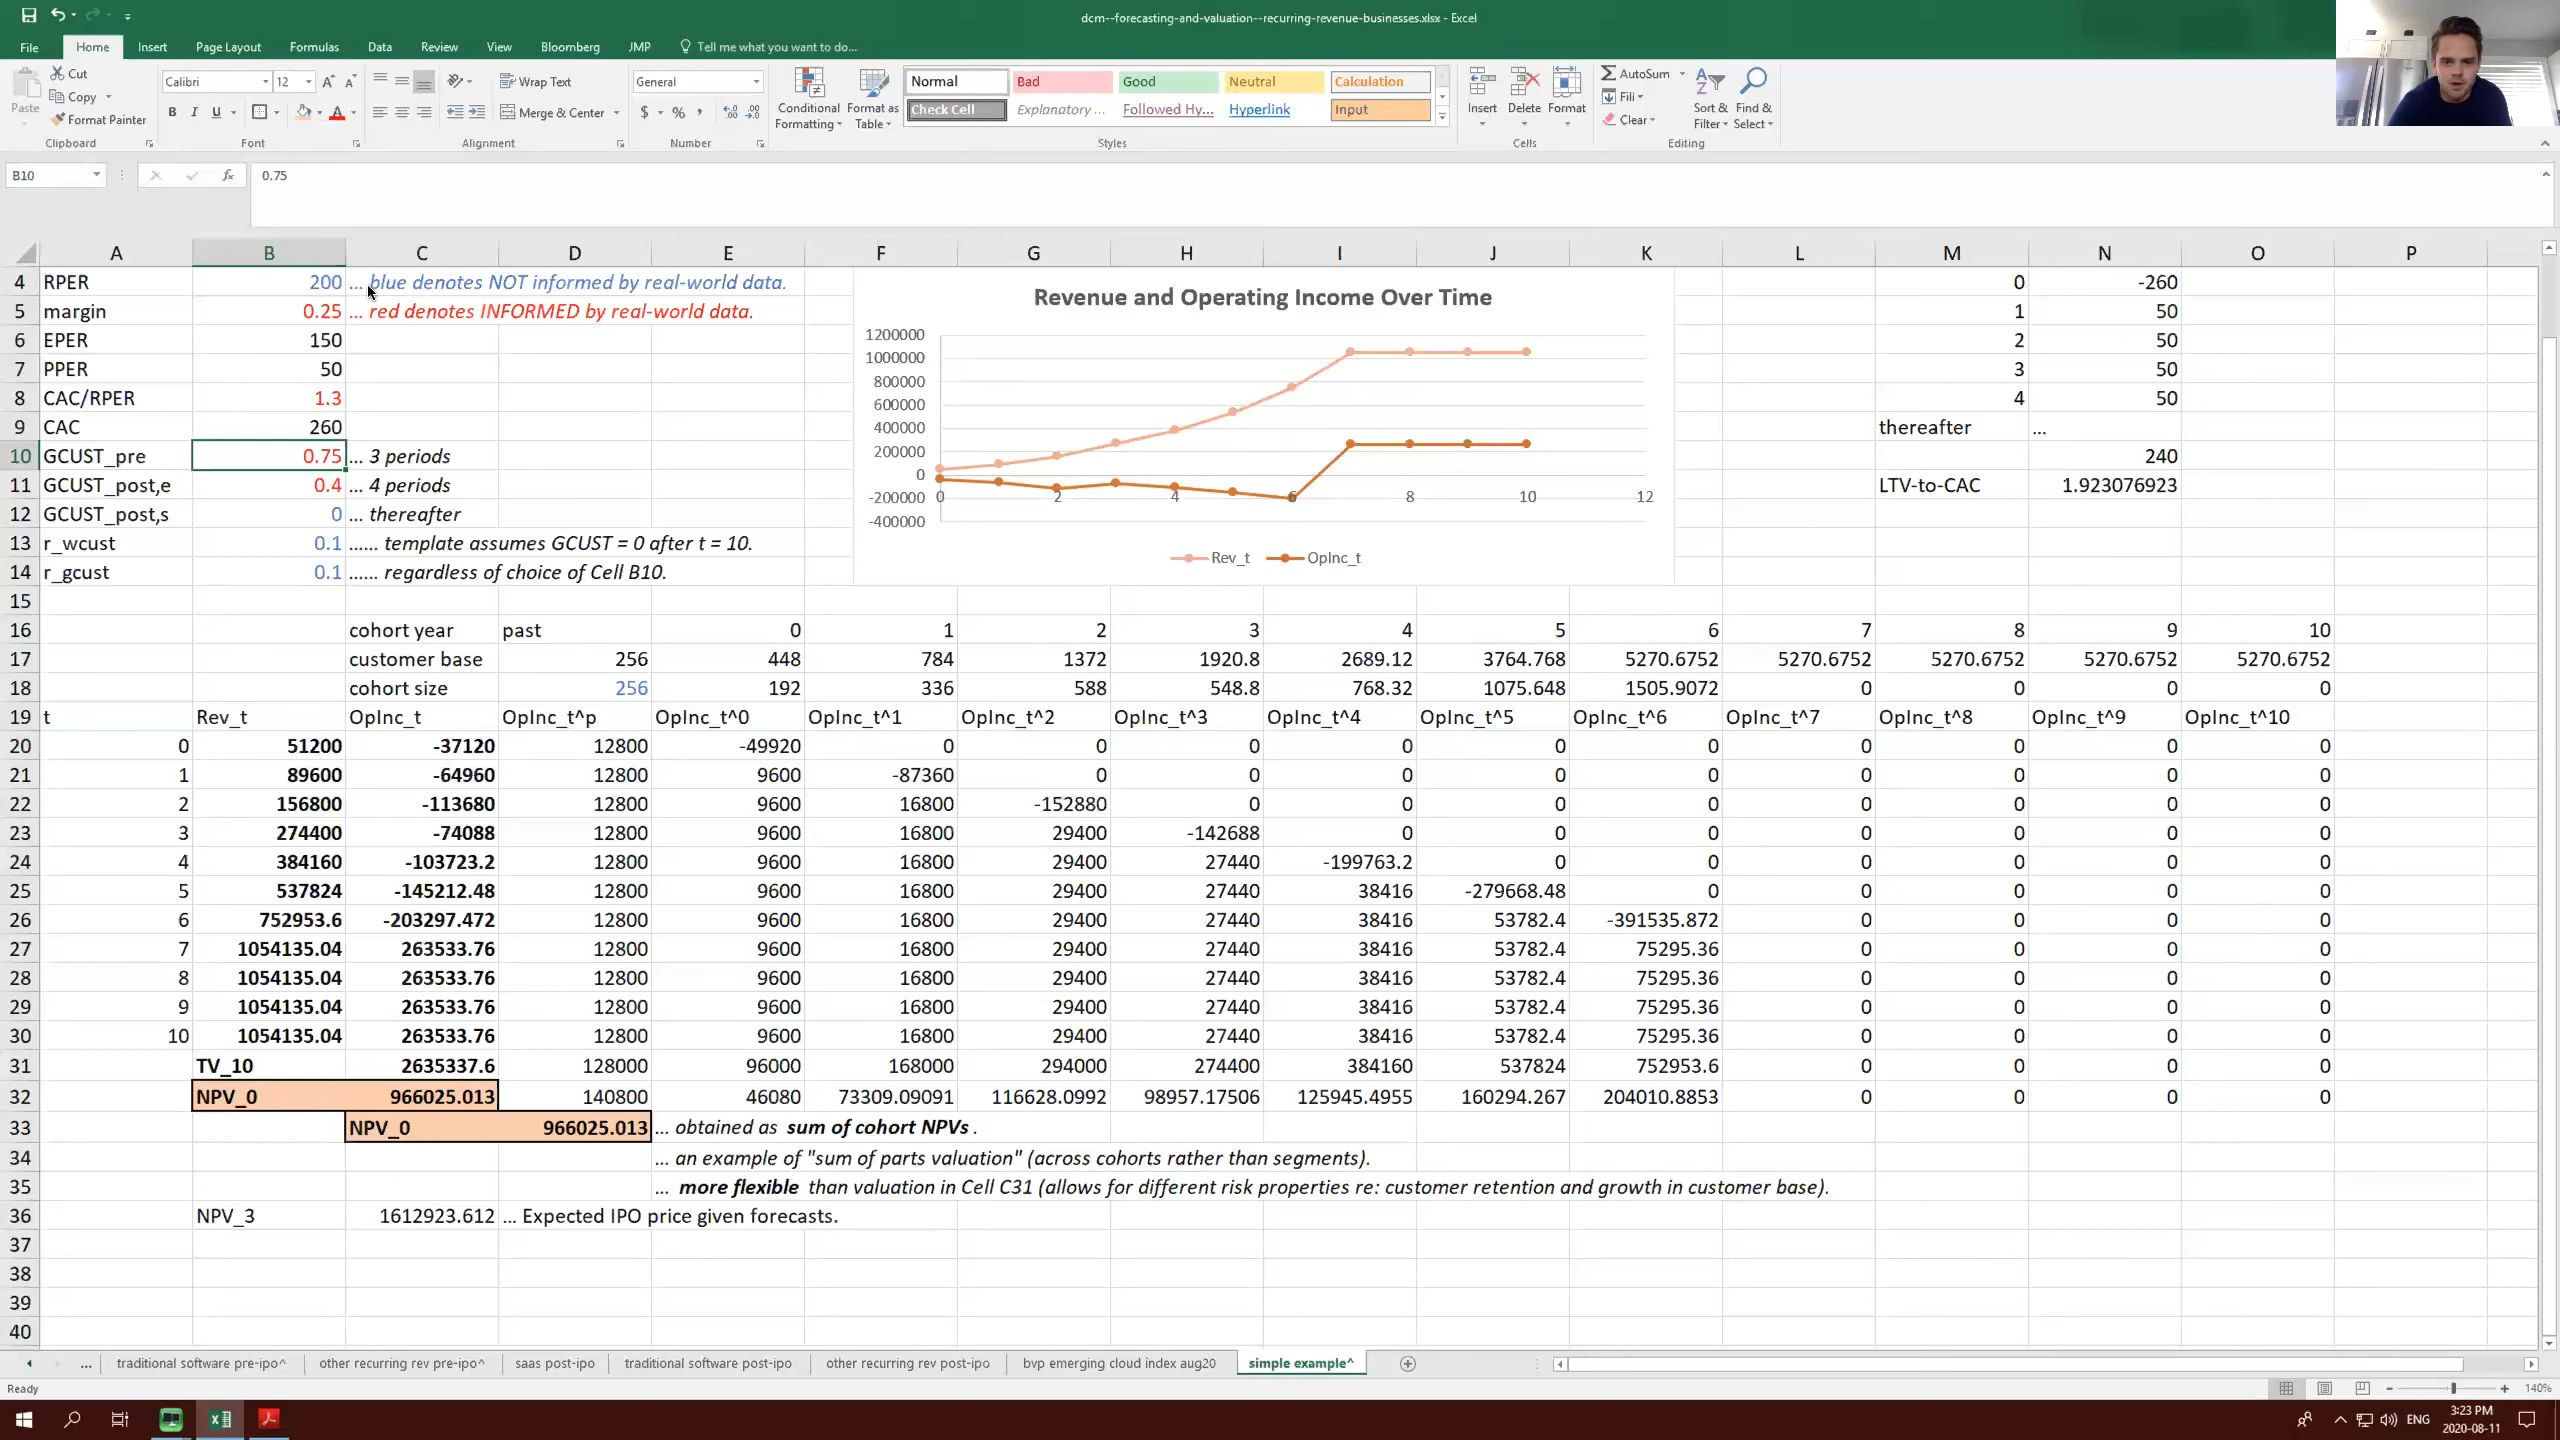 dcm--forecasting-and-valuation--recurring-revenue-businesses.xlsx - Excel
File Home Insert Page Layout Formulas Data Review View Bloomberg JMP Tell me what you want to do...
Paste
Cut
Copy
Format Painter
Calibri 12
B I U
Wrap Text
Merge & Center
General
$ % ,
Conditional Formatting
Format as Table
Normal Bad Good Neutral Calculation
Check Cell Explanatory ... Followed Hy... Hyperlink Input
Insert Delete Format
AutoSum
Fill
Clear
Sort & Filter
Find & Select
Clipboard Font Alignment Number Styles Cells Editing
B10 fx 0.75
A B C D E F G H I J K L M N O P
4 RPER 200 ... blue denotes NOT informed by real-world data. 0 -260
5 margin 0.25 ... red denotes INFORMED by real-world data. 1 50
6 EPER 150 2 50
7 PPER 50 3 50
8 CAC/RPER 1.3 4 50
9 CAC 260 thereafter ...
10 GCUST_pre 0.75 ... 3 periods 240
11 GCUST_post,e 0.4 ... 4 periods LTV-to-CAC 1.923076923
12 GCUST_post,s 0 ... thereafter
13 r_wcust 0.1 ...... template assumes GCUST = 0 after t = 10.
14 r_gcust 0.1 ...... regardless of choice of Cell B10.
Revenue and Operating Income Over Time
1200000
1000000
800000
600000
400000
200000
0
-200000
-400000
0 2 4 6 8 10 12
Rev_t OpInc_t
15
16 cohort year past 0 1 2 3 4 5 6 7 8 9 10
17 customer base 256 448 784 1372 1920.8 2689.12 3764.768 5270.6752 5270.6752 5270.6752 5270.6752 5270.6752
18 cohort size 256 192 336 588 548.8 768.32 1075.648 1505.9072 0 0 0 0
19 t Rev_t OpInc_t OpInc_t^p OpInc_t^0 OpInc_t^1 OpInc_t^2 OpInc_t^3 OpInc_t^4 OpInc_t^5 OpInc_t^6 OpInc_t^7 OpInc_t^8 OpInc_t^9 OpInc_t^10
20 0 51200 -37120 12800 -49920 0 0 0 0 0 0 0 0 0 0
21 1 89600 -64960 12800 9600 -87360 0 0 0 0 0 0 0 0 0
22 2 156800 -113680 12800 9600 16800 -152880 0 0 0 0 0 0 0 0
23 3 274400 -74088 12800 9600 16800 29400 -142688 0 0 0 0 0 0 0
24 4 384160 -103723.2 12800 9600 16800 29400 27440 -199763.2 0 0 0 0 0 0
25 5 537824 -145212.48 12800 9600 16800 29400 27440 38416 -279668.48 0 0 0 0 0
26 6 752953.6 -203297.472 12800 9600 16800 29400 27440 38416 53782.4 -391535.872 0 0 0 0
27 7 1054135.04 263533.76 12800 9600 16800 29400 27440 38416 53782.4 75295.36 0 0 0 0
28 8 1054135.04 263533.76 12800 9600 16800 29400 27440 38416 53782.4 75295.36 0 0 0 0
29 9 1054135.04 263533.76 12800 9600 16800 29400 27440 38416 53782.4 75295.36 0 0 0 0
30 10 1054135.04 263533.76 12800 9600 16800 29400 27440 38416 53782.4 75295.36 0 0 0 0
31 TV_10 2635337.6 128000 96000 168000 294000 274400 384160 537824 752953.6 0 0 0 0
32 NPV_0 966025.013 140800 46080 73309.09091 116628.0992 98957.17506 125945.4955 160294.267 204010.8853 0 0 0 0
33 NPV_0 966025.013 ... obtained as sum of cohort NPVs .
34 ... an example of "sum of parts valuation" (across cohorts rather than segments).
35 ... more flexible than valuation in Cell C31 (allows for different risk properties re: customer retention and growth in customer base).
36 NPV_3 1612923.612 ... Expected IPO price given forecasts.
37
38
39
40
... traditional software pre-ipo^ other recurring rev pre-ipo^ saas post-ipo traditional software post-ipo other recurring rev post-ipo bvp emerging cloud index aug20 simple example^
Ready 140%
ENG 3:23 PM
2020-08-11